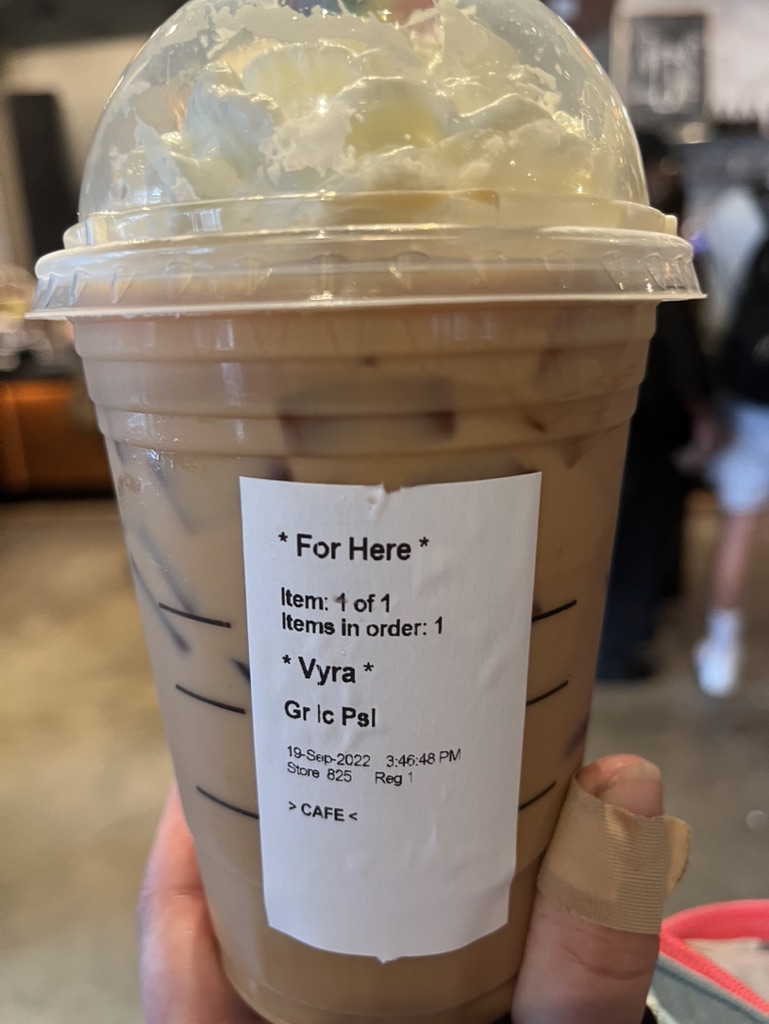 * For Here *
Item: 1 of 1
Items in order: 1
* Vyra *
Gr Ic Psl
19-Sep-2022 3:46:48 PM
Store 825 Reg 1
> CAFE <